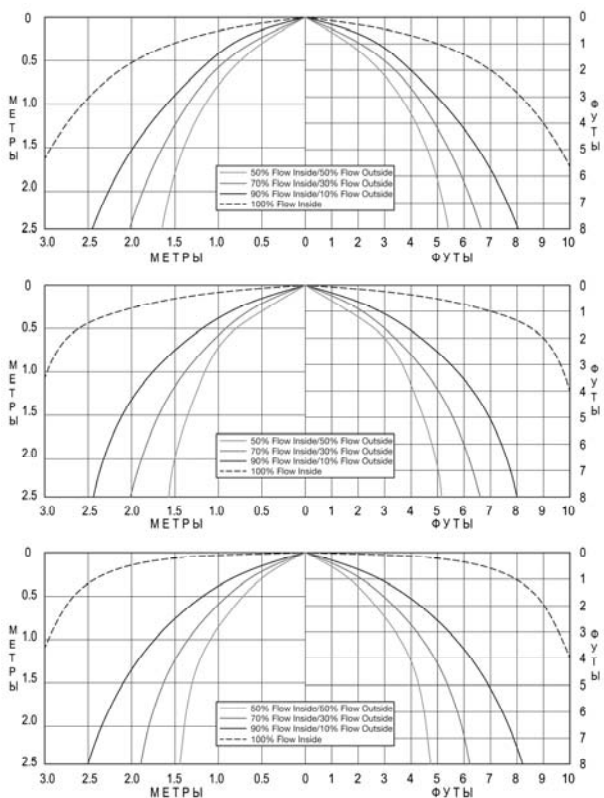 0
0.5
1.0
1.5
2.0
2.5
МЕТРЫ
3.0 2.5 2.0 1.5 1.0 0.5 0 1 2 3 4 5 6 7 8 9 10
МЕТРЫ ФУТЫ
50% Flow Inside/50% Flow Outside
70% Flow Inside/30% Flow Outside
90% Flow Inside/10% Flow Outside
100% Flow Inside
0
1
2
3
4
5
6
7
8
ФУТЫ
0
0.5
1.0
1.5
2.0
2.5
МЕТРЫ
3.0 2.5 2.0 1.5 1.0 0.5 0 1 2 3 4 5 6 7 8 9 10
МЕТРЫ ФУТЫ
50% Flow Inside/50% Flow Outside
70% Flow Inside/30% Flow Outside
90% Flow Inside/10% Flow Outside
100% Flow Inside
0
1
2
3
4
5
6
7
8
ФУТЫ
0
0.5
1.0
1.5
2.0
2.5
МЕТРЫ
3.0 2.5 2.0 1.5 1.0 0.5 0 1 2 3 4 5 6 7 8 9 10
МЕТРЫ ФУТЫ
50% Flow Inside/50% Flow Outside
70% Flow Inside/30% Flow Outside
90% Flow Inside/10% Flow Outside
100% Flow Inside
0
1
2
3
4
5
6
7
8
ФУТЫ